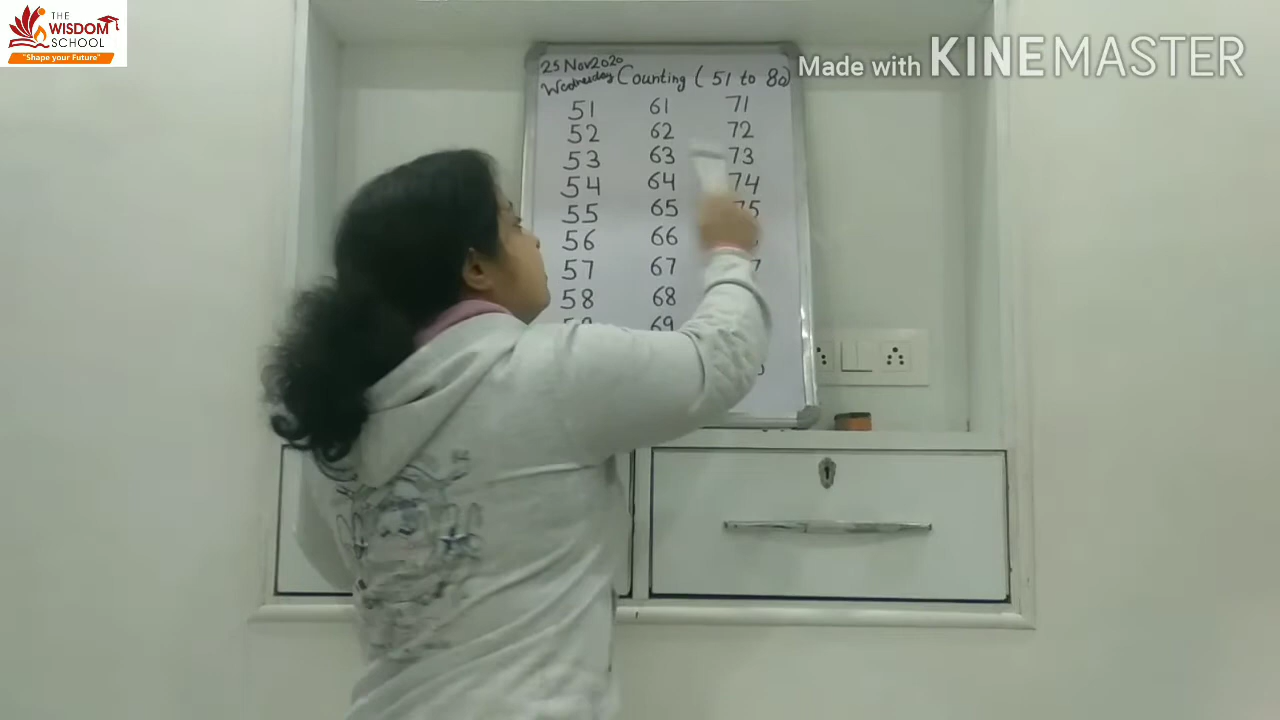 THE
WISDOM
SCHOOL
"Shape your Future"
Made with KINEMASTER
25 Nov 2020
Wednesday Counting ( 51 to 80)
51 61 71
52 62 72
53 63 73
54 64 74
55 65 75
56 66
57 67
58 68
69